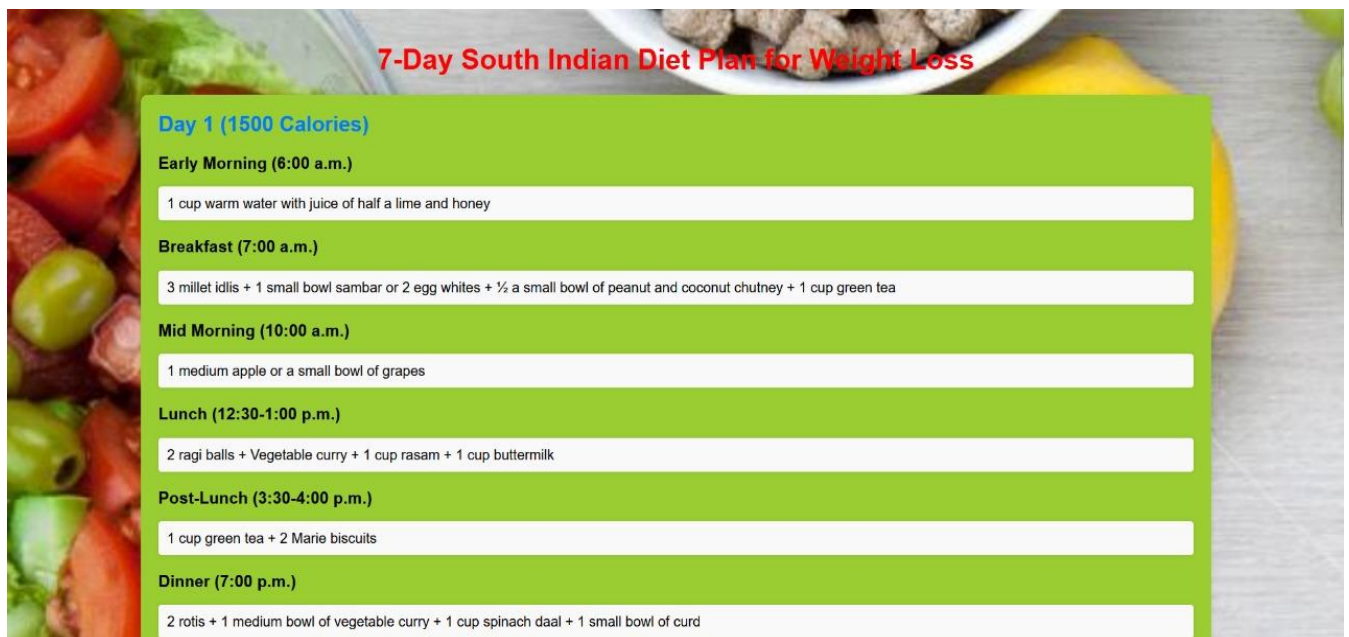 7-Day South Indian Diet Plan for Weight Loss
Day 1 (1500 Calories)
Early Morning (6:00 a.m.)
1 cup warm water with juice of half a lime and honey
Breakfast (7:00 a.m.)
3 millet idlis + 1 small bowl sambar or 2 egg whites + ½ a small bowl of peanut and coconut chutney + 1 cup green tea
Mid Morning (10:00 a.m.)
1 medium apple or a small bowl of grapes
Lunch (12:30-1:00 p.m.)
2 ragi balls + Vegetable curry + 1 cup rasam + 1 cup buttermilk
Post-Lunch (3:30-4:00 p.m.)
1 cup green tea + 2 Marie biscuits
Dinner (7:00 p.m.)
2 rotis + 1 medium bowl of vegetable curry + 1 cup spinach daal + 1 small bowl of curd